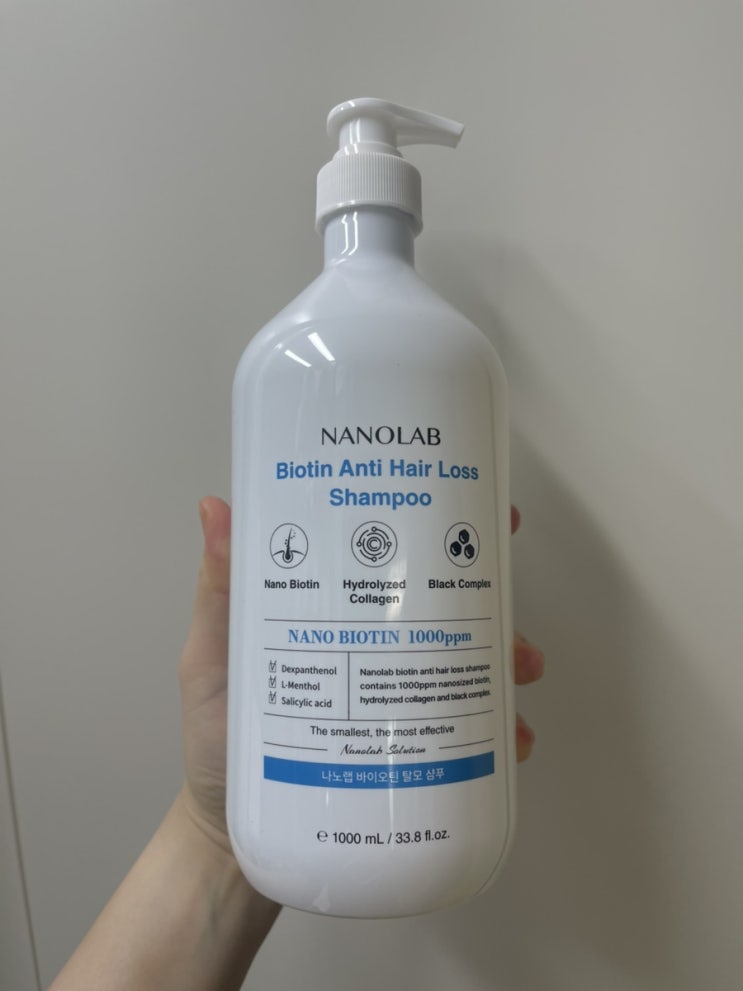 NANOLAB
Biotin Anti Hair Loss
Shampoo
Nano Biotin
Hydrolyzed
Collagen
Black Complex
NANO BIOTIN 1000ppm
Dexpanthenol
L-Menthol
Salicylic acid
Nanolab biotin anti hair loss shampoo
contains 1000ppm nanosized biotin,
hydrolyzed collagen and black complex.
The smallest, the most effective
Nanolab Solution
나노랩 바이오틴 탈모 샴푸
℮ 1000 mL / 33.8 fl.oz.